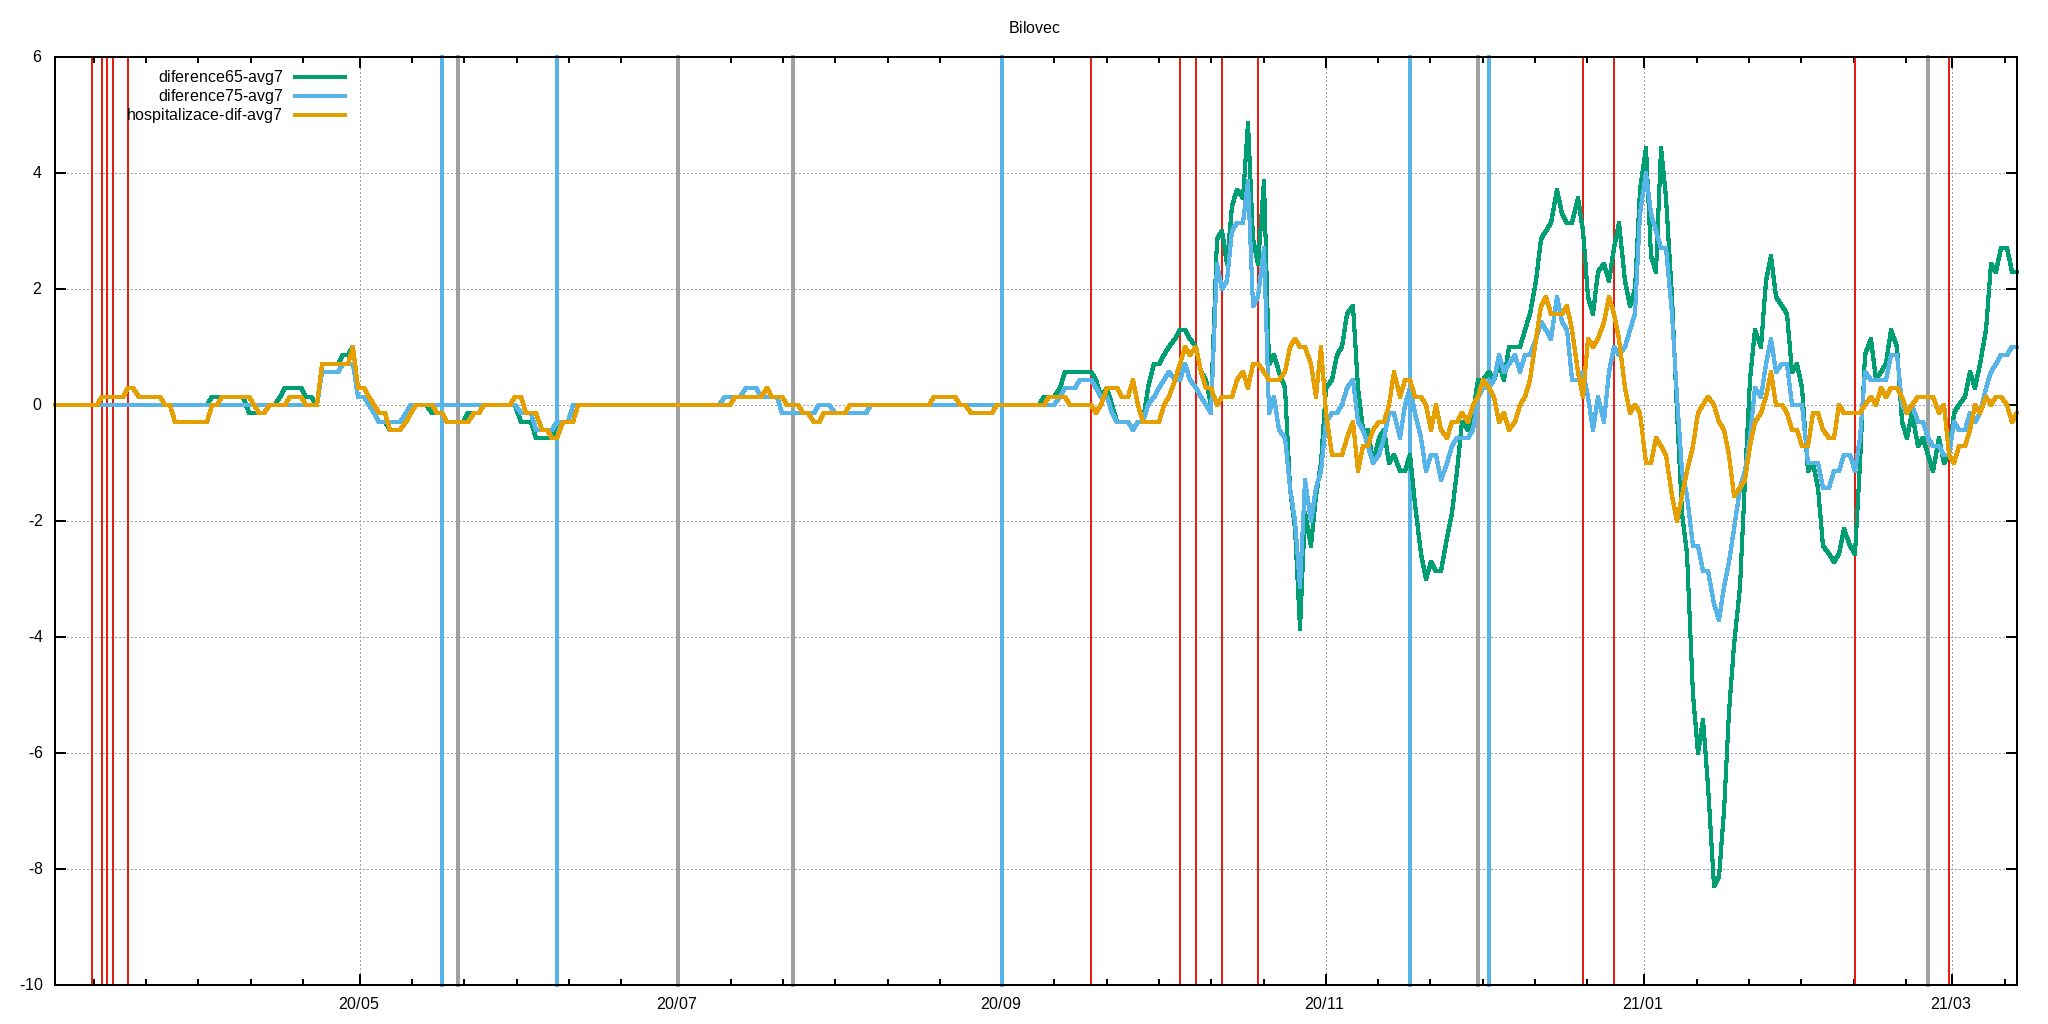 Bilovec
6
diference65-avg7
diference75-avg7
hospitalizace-dif-avg7
4
2
0
-2
-4
-6
-8
-10
20/05 20/07 20/09 20/11 21/01 21/03